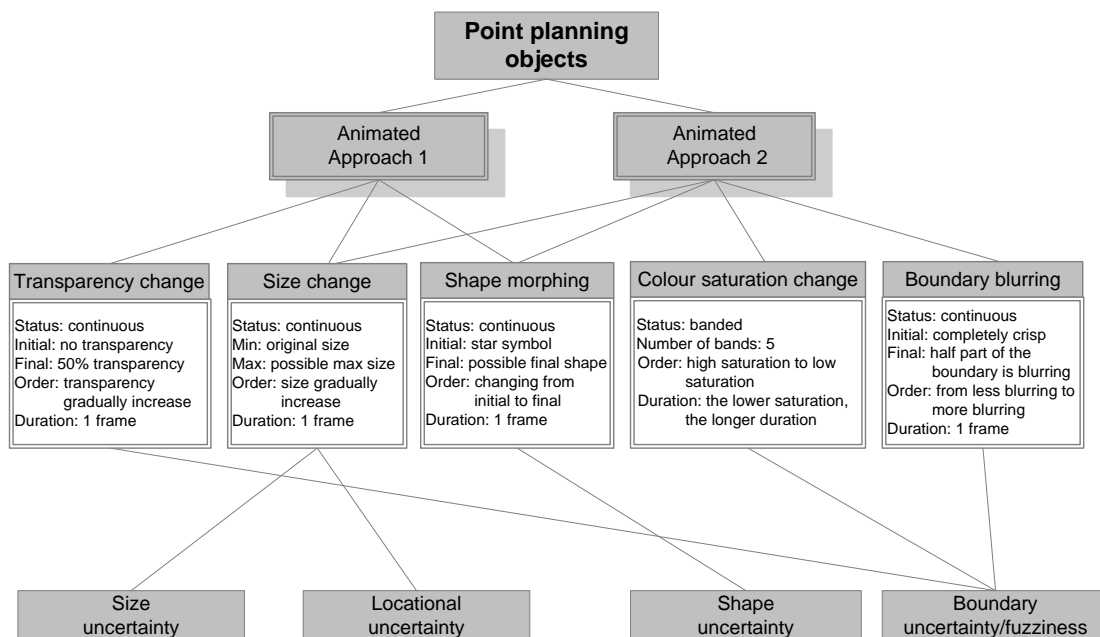 Point planning
objects
Animated
Approach 1
Animated
Approach 2
Transparency change
Status: continuous
Initial: no transparency
Final: 50% transparency
Order: transparency
gradually increase
Duration: 1 frame
Size change
Status: continuous
Min: original size
Max: possible max size
Order: size gradually
increase
Duration: 1 frame
Shape morphing
Status: continuous
Initial: star symbol
Final: possible final shape
Order: changing from
initial to final
Duration: 1 frame
Colour saturation change
Status: banded
Number of bands: 5
Order: high saturation to low
saturation
Duration: the lower saturation,
the longer duration
Boundary blurring
Status: continuous
Initial: completely crisp
Final: half part of the
boundary is blurring
Order: from less blurring to
more blurring
Duration: 1 frame
Size
uncertainty
Locational
uncertainty
Shape
uncertainty
Boundary
uncertainty/fuzziness